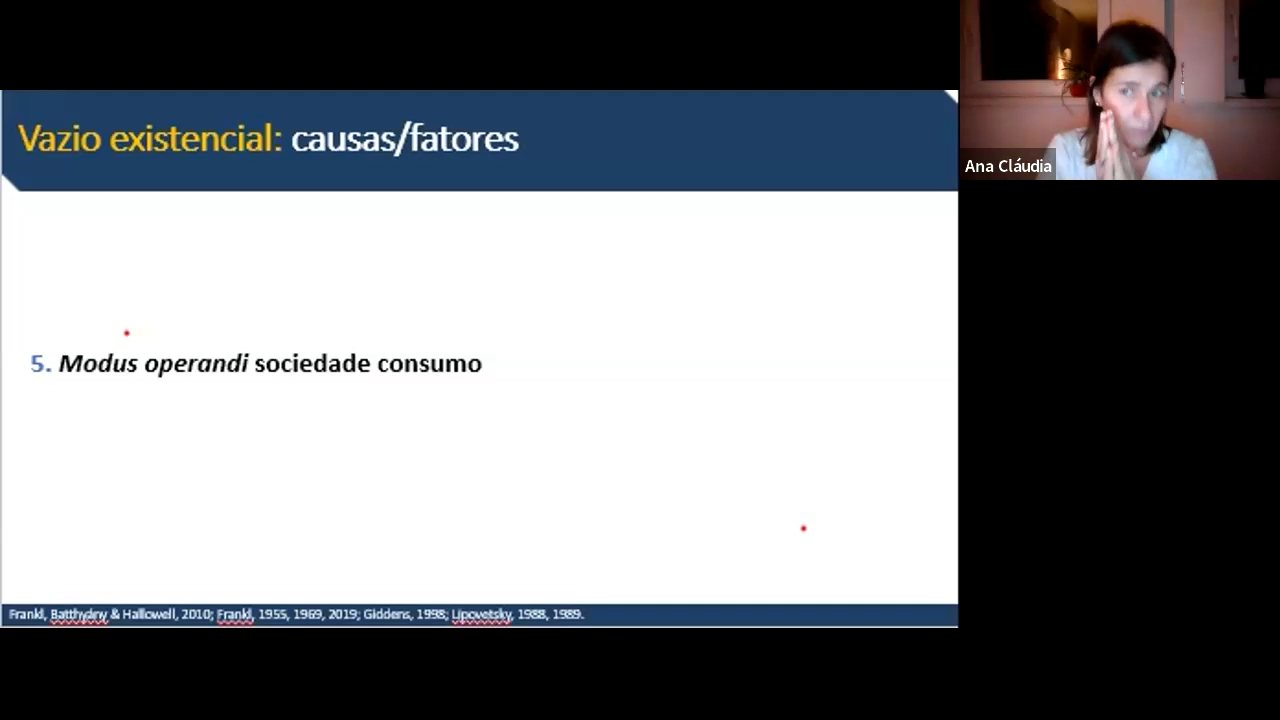 Vazio existencial: causas/fatores
Ana Cláudia
5. Modus operandi sociedade consumo
Frankl, Batthyány & Hallowell, 2010; Frankl, 1955, 1969, 2019; Giddens, 1998; Lipovetsky, 1988, 1989.